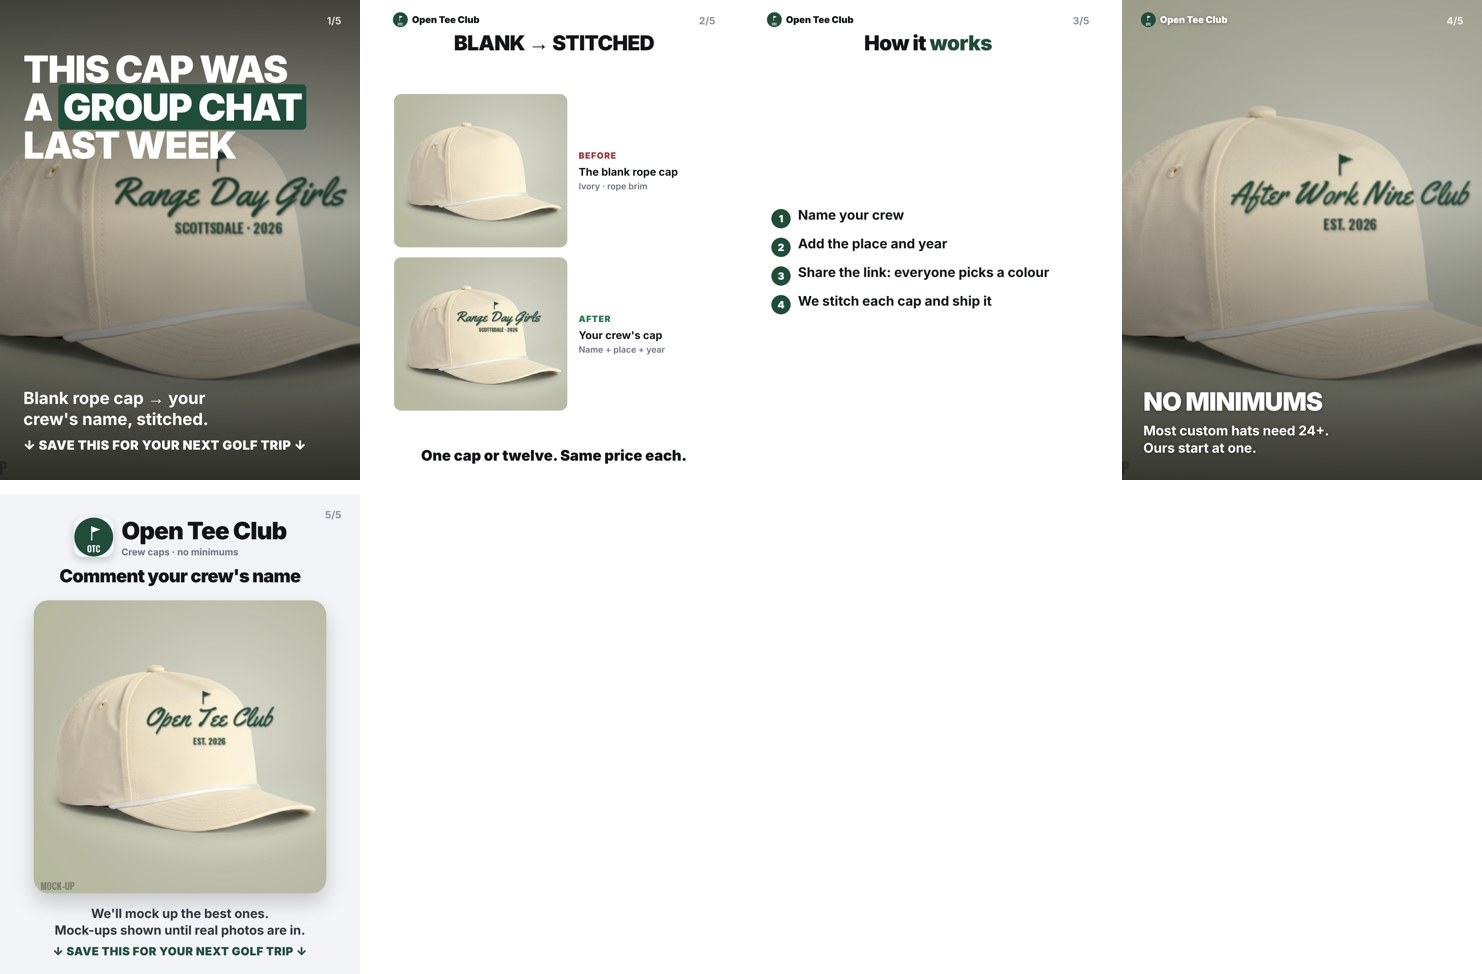 1/5
THIS CAP WAS
A GROUP CHAT
LAST WEEK
Range Day Girls
SCOTTSDALE · 2026
Blank rope cap → your
crew's name, stitched.
↓ SAVE THIS FOR YOUR NEXT GOLF TRIP ↓
P
OTC
Open Tee Club
2/5
BLANK → STITCHED
BEFORE
The blank rope cap
Ivory · rope brim
Range Day Girls
SCOTTSDALE · 2026
AFTER
Your crew's cap
Name + place + year
One cap or twelve. Same price each.
OTC
Open Tee Club
3/5
How it works
1 Name your crew
2 Add the place and year
3 Share the link: everyone picks a colour
4 We stitch each cap and ship it
OTC
Open Tee Club
4/5
After Work Nine Club
EST. 2026
NO MINIMUMS
Most custom hats need 24+.
Ours start at one.
P
5/5
OTC
Open Tee Club
Crew caps · no minimums
Comment your crew's name
Open Tee Club
EST. 2026
MOCK-UP
We'll mock up the best ones.
Mock-ups shown until real photos are in.
↓ SAVE THIS FOR YOUR NEXT GOLF TRIP ↓